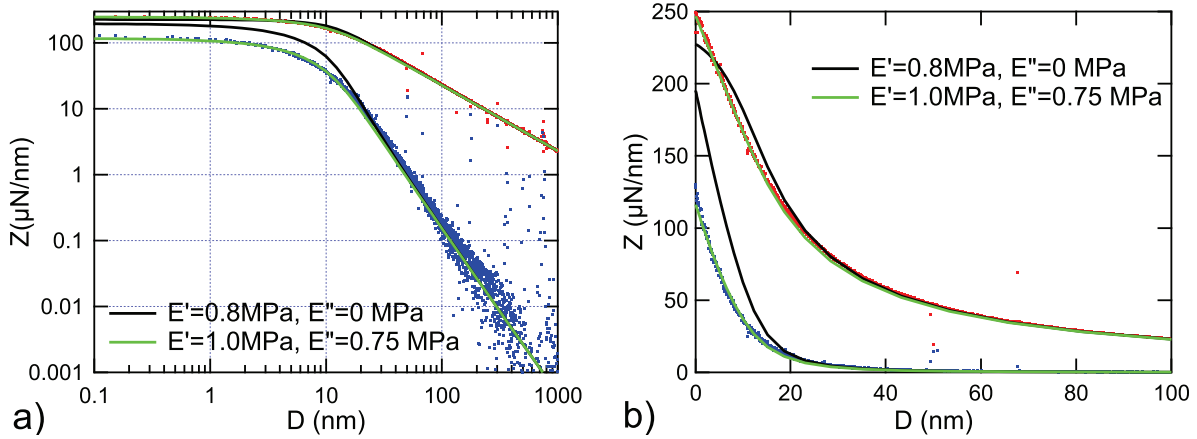 100
10
1
0.1
0.01
0.001
Z(µN/nm)
E'=0.8MPa, E"=0 MPa
E'=1.0MPa, E"=0.75 MPa
0.1
1
10
100
1000
D (nm)
a)
250
200
150
100
50
0
Z (µN/nm)
E'=0.8MPa, E"=0 MPa
E'=1.0MPa, E"=0.75 MPa
0
20
40
60
80
100
D (nm)
b)